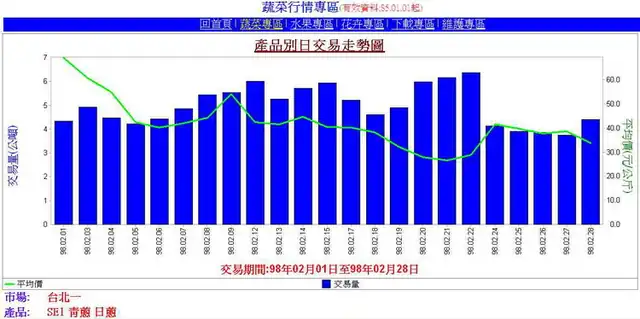 蔬菜行情專區(有效資料:85.01.01起)
回首頁 | 蔬菜專區 | 水果專區 | 花卉專區 | 下載專區 | 維護專區
產品別日交易走勢圖
交易量(公噸)
7
6
5
4
3
2
1
0
平均價(元/公斤)
60.0
50.0
40.0
30.0
20.0
10.0
0.0
98.02.01 98.02.03 98.02.04 98.02.05 98.02.06 98.02.07 98.02.08 98.02.09 98.02.12 98.02.13 98.02.14 98.02.15 98.02.17 98.02.18 98.02.19 98.02.20 98.02.21 98.02.22 98.02.24 98.02.25 98.02.26 98.02.27 98.02.28
交易期間:98年02月01日至98年02月28日
平均價 交易量
市場: 台北一
產品: SE1 青蔥 日蔥